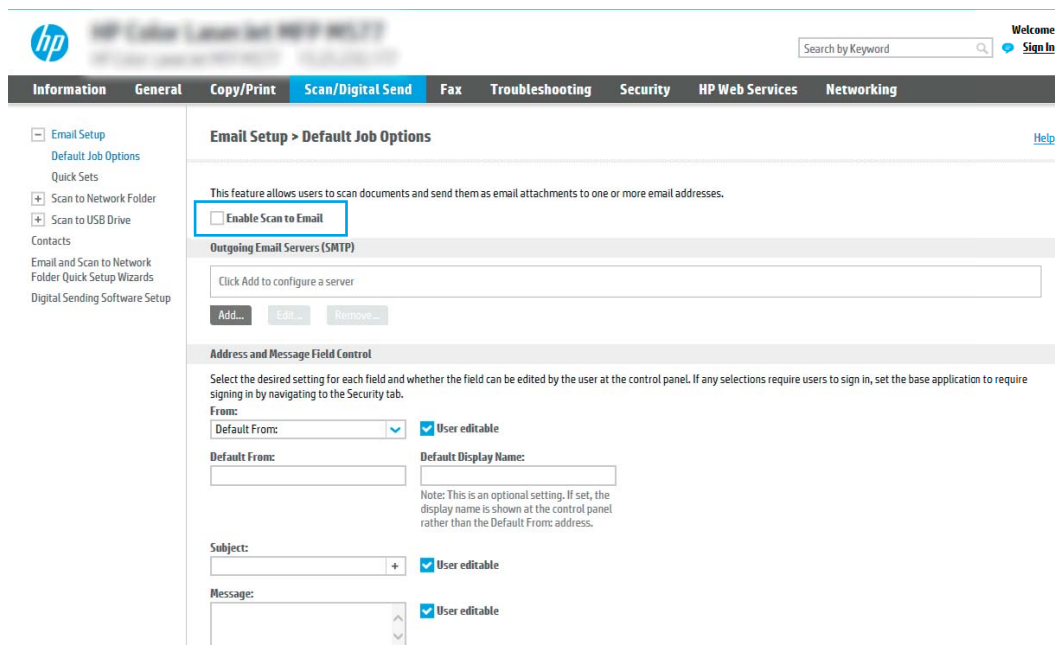 hp
HP Color LaserJet MFP M577
Welcome
Search by Keyword
Sign In
Information General Copy/Print Scan/Digital Send Fax Troubleshooting Security HP Web Services Networking
Email Setup
Default Job Options
Quick Sets
Scan to Network Folder
Scan to USB Drive
Contacts
Email and Scan to Network
Folder Quick Setup Wizards
Digital Sending Software Setup
Email Setup > Default Job Options
Help
This feature allows users to scan documents and send them as email attachments to one or more email addresses.
Enable Scan to Email
Outgoing Email Servers (SMTP)
Click Add to configure a server
Add... Edit... Remove...
Address and Message Field Control
Select the desired setting for each field and whether the field can be edited by the user at the control panel. If any selections require users to sign in, set the base application to require
signing in by navigating to the Security tab.
From:
Default From: User editable
Default From: Default Display Name:
Note: This is an optional setting. If set, the
display name is shown at the control panel
rather than the Default From: address.
Subject:
+ User editable
Message:
User editable